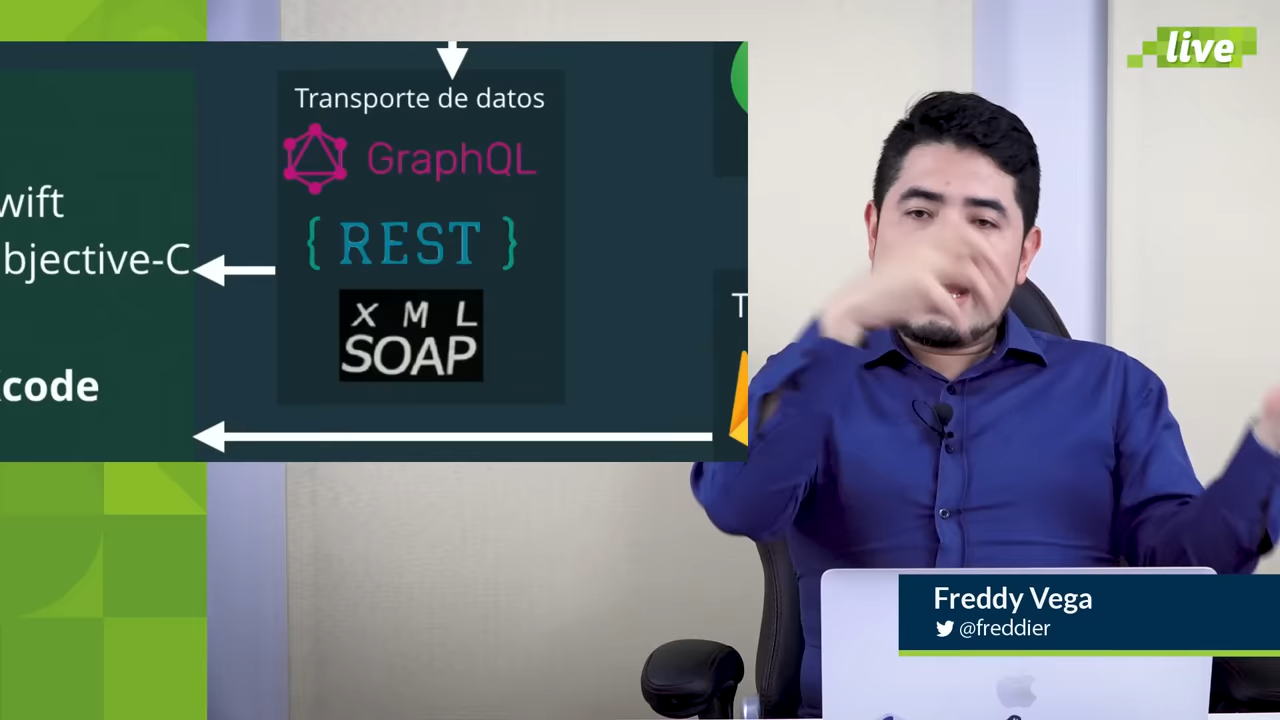 live
Transporte de datos
GraphQL
{ REST }
X M L
SOAP
wift
bjective-C
code
T
Freddy Vega
@freddier